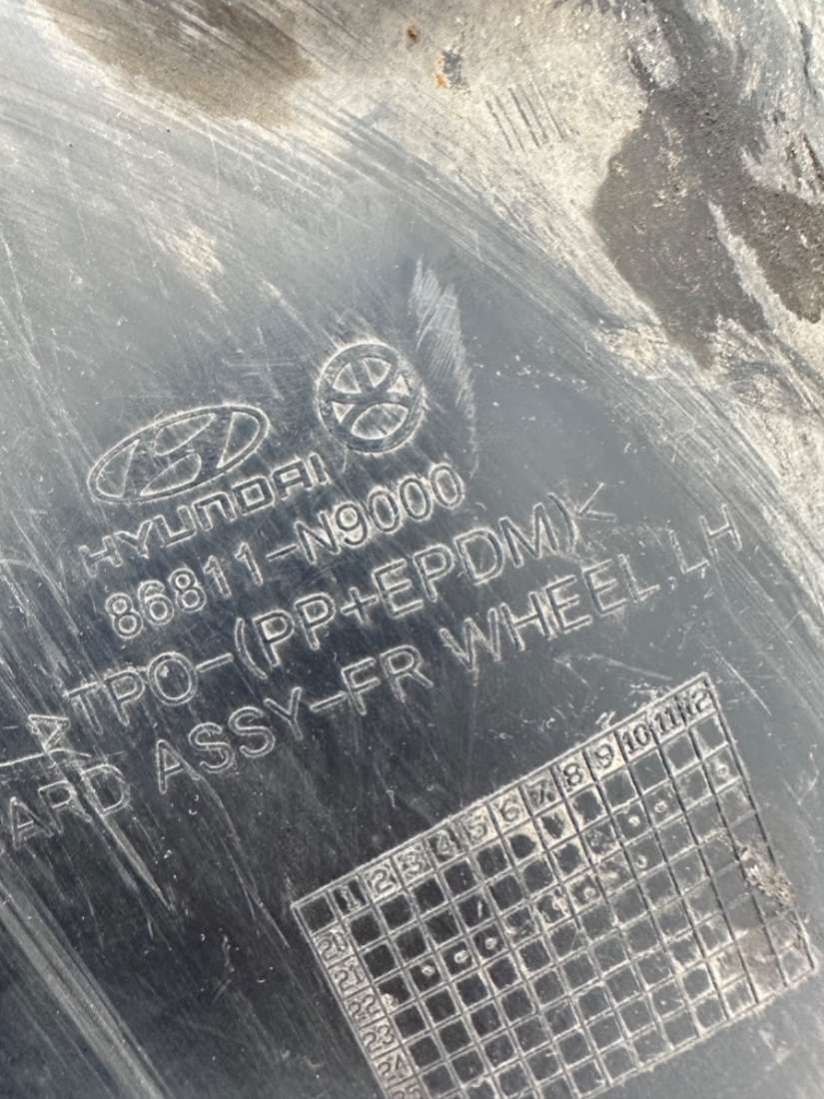 HYUNDAI
86811-N9000
>TPO-(PP+EPDM)<
ARD ASSY-FR WHEEL.LH
1 2 3 4 5 6 7 8 9 10 11 12